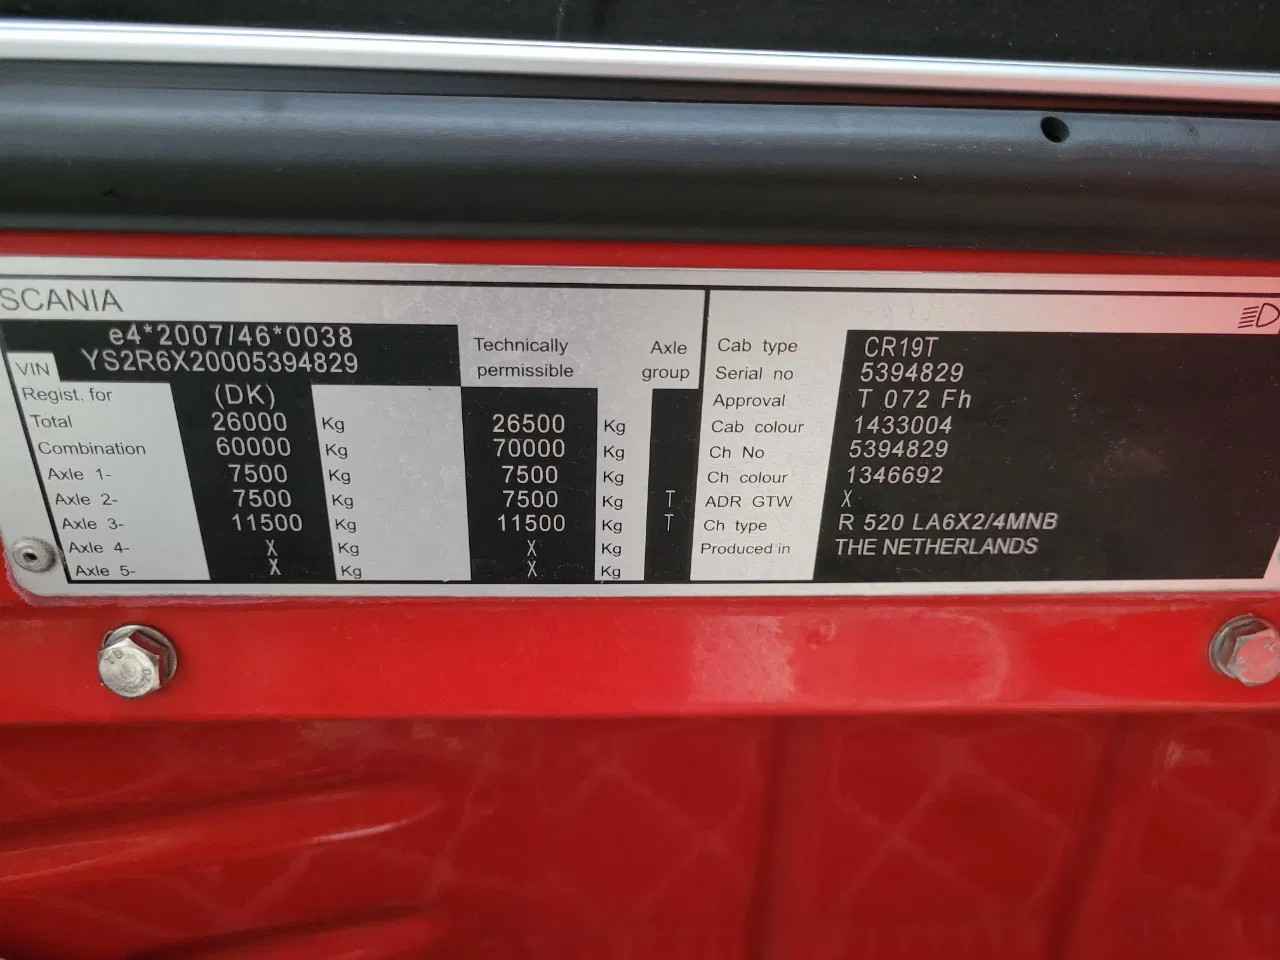 SCANIA
e4*2007/46*0038
VIN YS2R6X20005394829
Technically permissible
Axle group
Regist. for (DK)
Total 26000 Kg 26500 Kg
Combination 60000 Kg 70000 Kg
Axle 1- 7500 Kg 7500 Kg
Axle 2- 7500 Kg 7500 Kg T
Axle 3- 11500 Kg 11500 Kg T
Axle 4- X Kg X Kg
Axle 5- X Kg X Kg
Cab type CR19T
Serial no 5394829
Approval T 072 Fh
Cab colour 1433004
Ch No 5394829
Ch colour 1346692
ADR GTW X
Ch type R 520 LA6X2/4MNB
Produced in THE NETHERLANDS